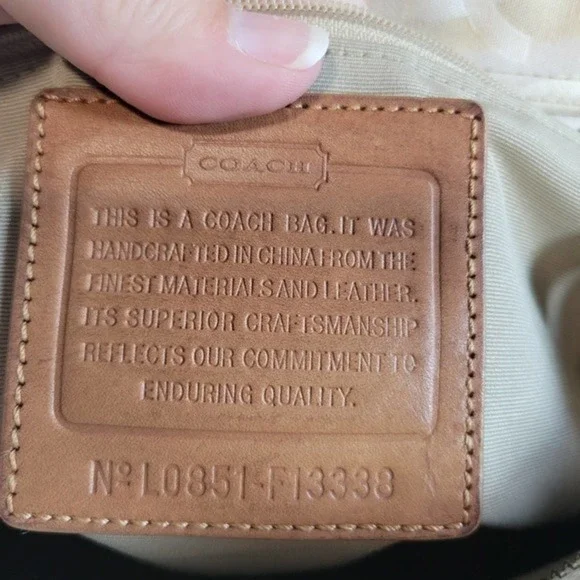 COACH
THIS IS A COACH BAG. IT WAS
HANDCRAFTED IN CHINA FROM THE
FINEST MATERIALS AND LEATHER.
ITS SUPERIOR CRAFTSMANSHIP
REFLECTS OUR COMMITMENT TO
ENDURING QUALITY.
Nº L0851-F13338